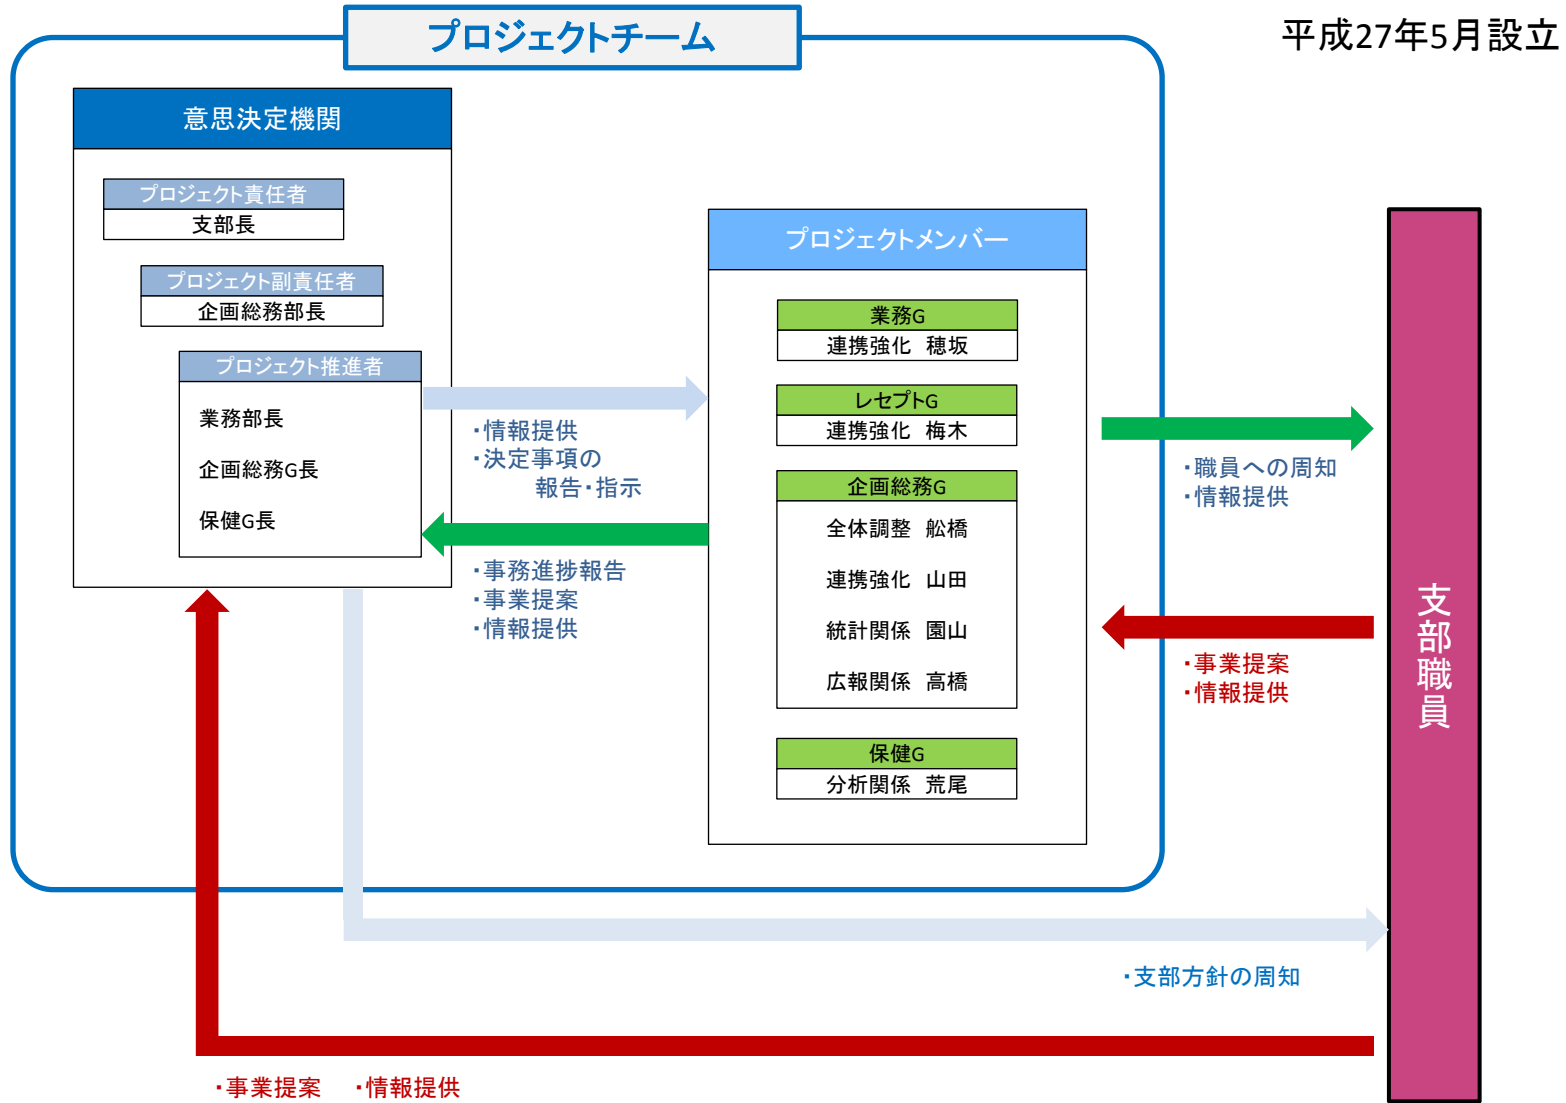 プロジェクトチーム
平成27年5月設立
意思決定機関
プロジェクト責任者
支部長
プロジェクト副責任者
企画総務部長
プロジェクト推進者
業務部長
企画総務G長
保健G長
・情報提供
・決定事項の
報告・指示
・事務進捗報告
・事業提案
・情報提供
プロジェクトメンバー
業務G
連携強化　穂坂
レセプトG
連携強化　梅木
企画総務G
全体調整　舩橋
連携強化　山田
統計関係　園山
広報関係　高橋
保健G
分析関係　荒尾
・職員への周知
・情報提供
・事業提案
・情報提供
支部職員
・支部方針の周知
・事業提案　・情報提供